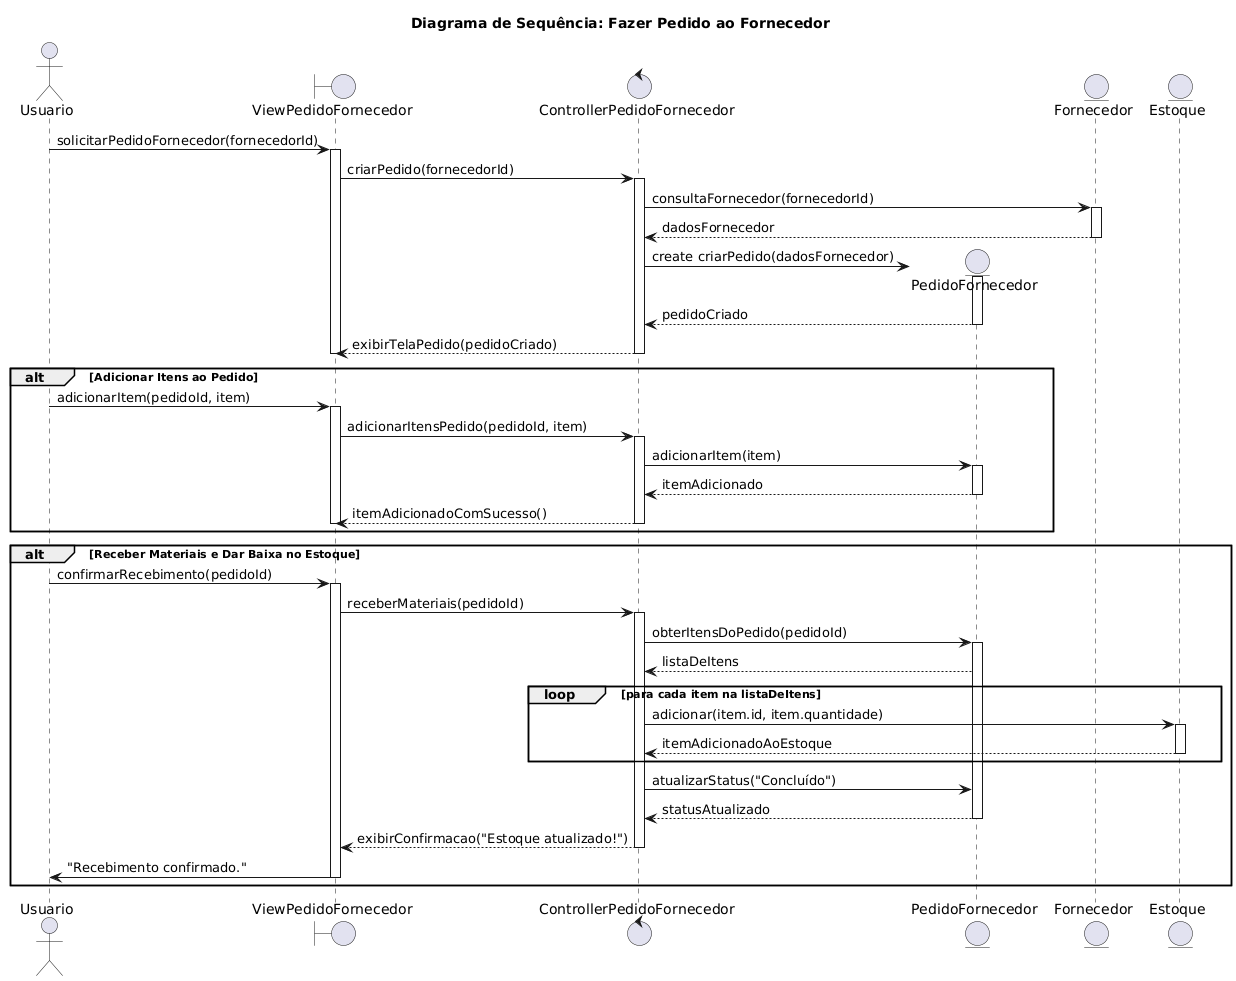 Diagrama de Sequência: Fazer Pedido ao Fornecedor
Usuario
ViewPedidoFornecedor
ControllerPedidoFornecedor
Fornecedor
Estoque
solicitarPedidoFornecedor(fornecedorId)
criarPedido(fornecedorId)
consultaFornecedor(fornecedorId)
dadosFornecedor
create criarPedido(dadosFornecedor)
PedidoFornecedor
pedidoCriado
exibirTelaPedido(pedidoCriado)
alt [Adicionar Itens ao Pedido]
adicionarItem(pedidoId, item)
adicionarItensPedido(pedidoId, item)
adicionarItem(item)
itemAdicionado
itemAdicionadoComSucesso()
alt [Receber Materiais e Dar Baixa no Estoque]
confirmarRecebimento(pedidoId)
receberMateriais(pedidoId)
obterItensDoPedido(pedidoId)
listaDeItens
loop [para cada item na listaDeItens]
adicionar(item.id, item.quantidade)
itemAdicionadoAoEstoque
atualizarStatus("Concluído")
statusAtualizado
exibirConfirmacao("Estoque atualizado!")
"Recebimento confirmado."
Usuario
ViewPedidoFornecedor
ControllerPedidoFornecedor
PedidoFornecedor
Fornecedor
Estoque